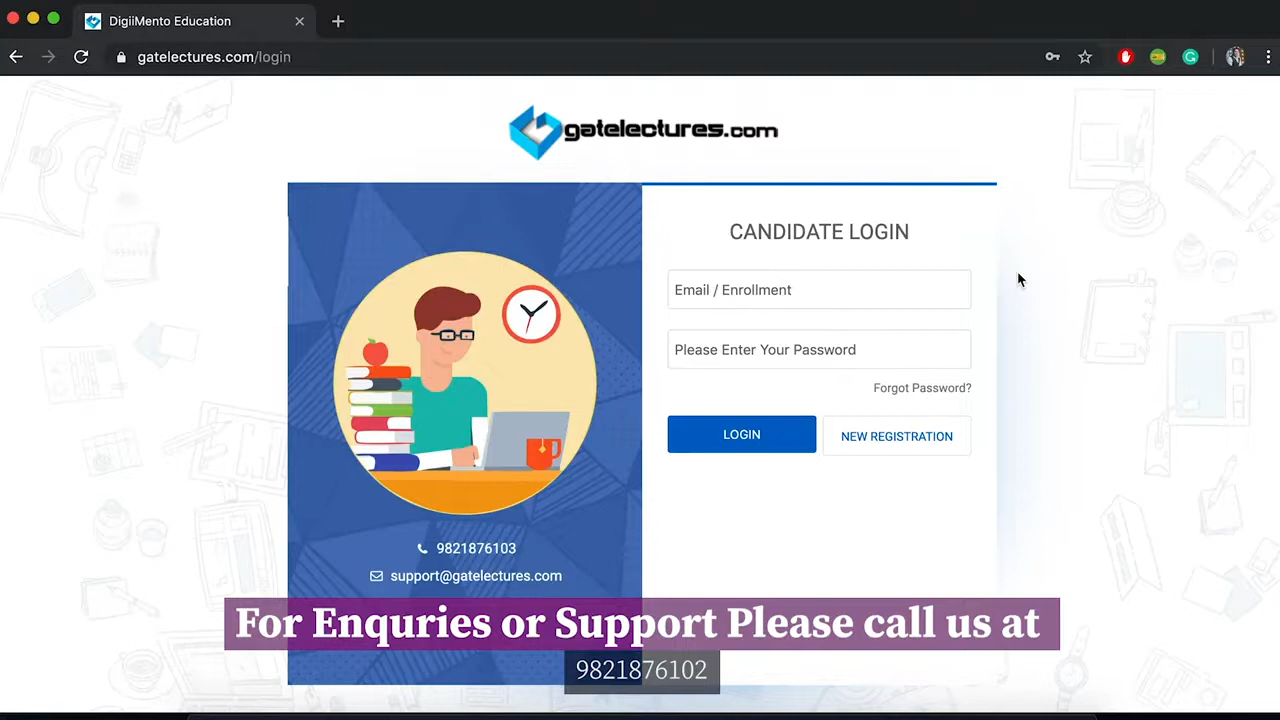 DigiiMento Education
gatelectures.com/login
gatelectures.com
CANDIDATE LOGIN
Email / Enrollment
Please Enter Your Password
Forgot Password?
LOGIN
NEW REGISTRATION
9821876103
support@gatelectures.com
For Enquries or Support Please call us at
9821876102